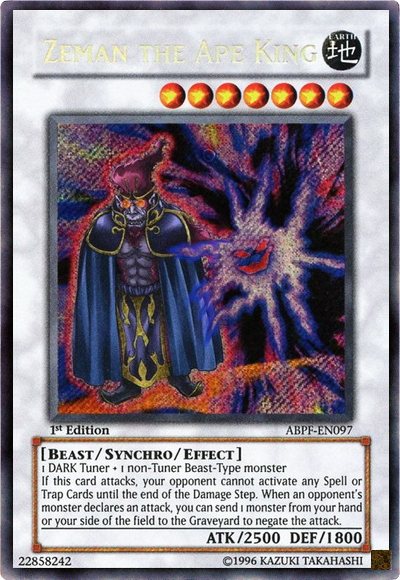 Zeman the Ape King
EARTH
地
1st Edition
ABPF-EN097
[Beast/Synchro/Effect]
1 DARK Tuner + 1 non-Tuner Beast-Type monster
If this card attacks, your opponent cannot activate any Spell or
Trap Cards until the end of the Damage Step. When an opponent's
monster declares an attack, you can send 1 monster from your hand
or your side of the field to the Graveyard to negate the attack.
ATK/2500 DEF/1800
22858242
©1996 KAZUKI TAKAHASHI